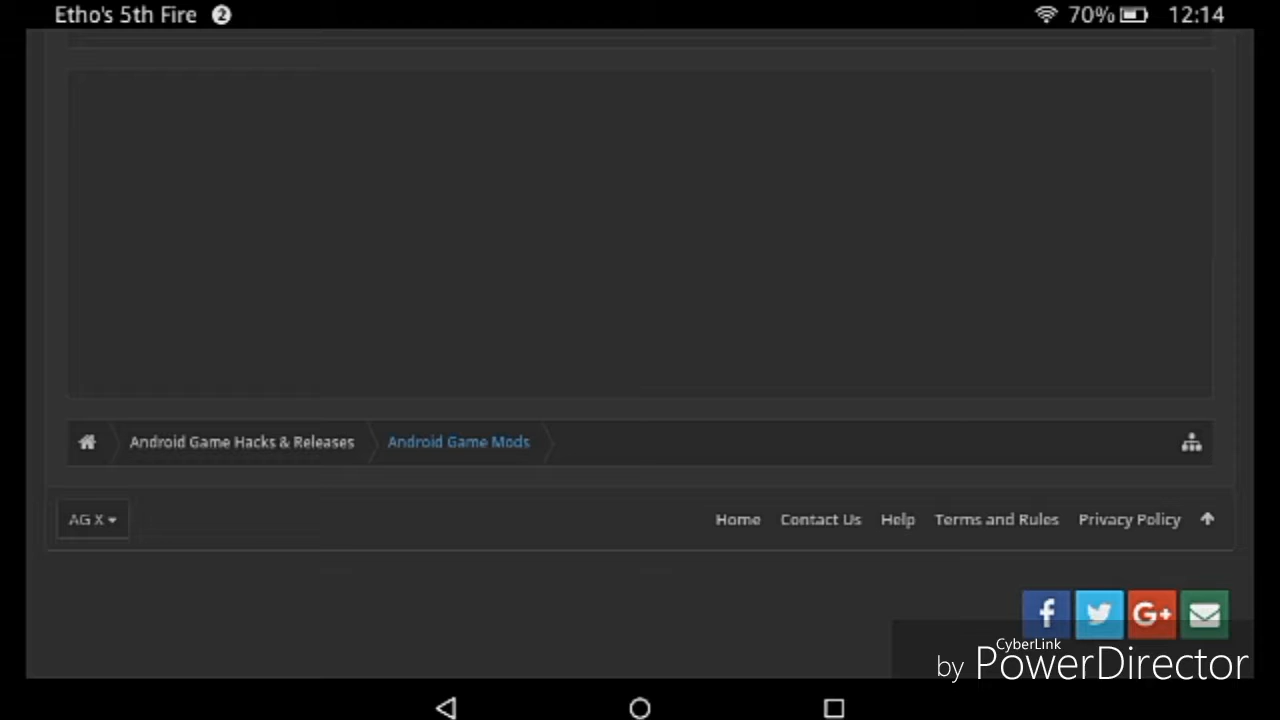 Etho's 5th Fire 2 70% 12:14
Android Game Hacks & Releases Android Game Mods
AG X Home Contact Us Help Terms and Rules Privacy Policy
f G+
CyberLink
by PowerDirector